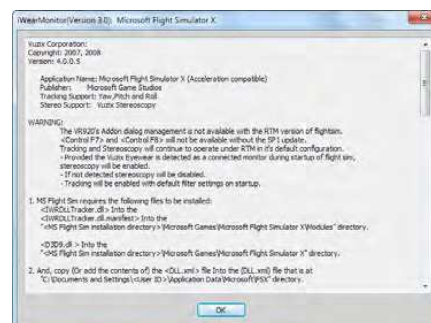 iWearMonitor(Version 3.0): Microsoft Flight Simulator X
Vuzix Corporation:
Copyright: 2007, 2008
Version: 4.0.0.5
Application Name: Microsoft Flight Simulator X (Acceleration compatible)
Publisher: Microsoft Game Studios
Tracking Support: Yaw,Pitch and Roll
Stereo Support: Vuzix Stereoscopy
WARNING:
The VR920's Addon dialog management is not available with the RTM version of flightsim.
<Control F7> and <Control F8> will not be available without the SP1 update.
Tracking and Stereoscopy will continue to operate under RTM in it's default configuration.
- Provided the Vuzix Eyewear is detected as a connected monitor during startup of flight sim,
stereoscopy will be enabled.
- If not detected stereoscopy will be disabled.
- Tracking will be enabled with default filter settings on startup.
1. MS Flight Sim requires the following files to be installed:
<IWRROLLTracker.dll> Into the
<IWRROLLTracker.dll.manifest> Into the
"<MS Flight Sim installation directory>\Microsoft Games\Microsoft Flight Simulator X\Modules" directory.
<D3D9.dll > Into the
"<MS Flight Sim installation directory>\Microsoft Games\Microsoft Flight Simulator X" directory.
2. And, copy (Or add the contents of) the <DLL.xml> file Into the (DLL.xml) file that is at
"C:\Documents and Settings\<User ID>\Application Data\Microsoft\FSX" directory.
OK